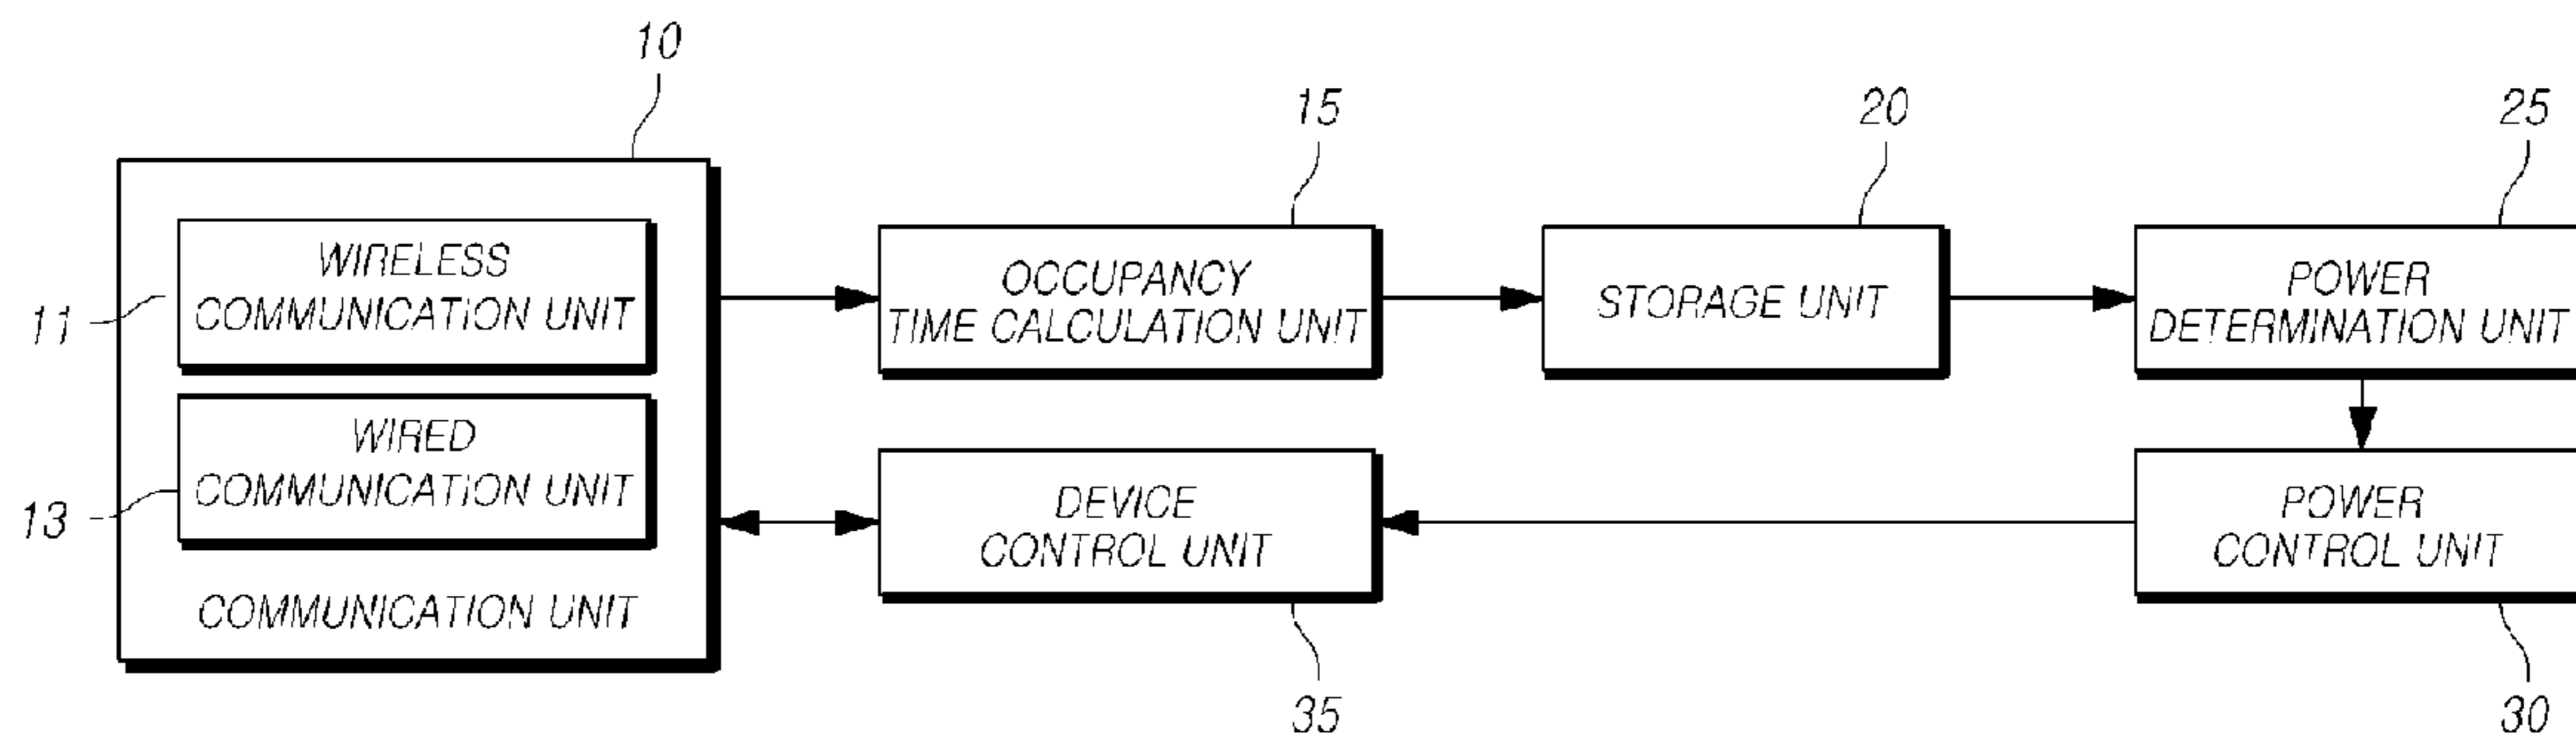 10
15
20
25
WIRELESS
COMMUNICATION UNIT
11
OCCUPANCY
TIME CALCULATION UNIT
STORAGE UNIT
POWER
DETERMINATION UNIT
WIRED
COMMUNICATION UNIT
13
DEVICE
CONTROL UNIT
POWER
CONTROL UNIT
COMMUNICATION UNIT
35
30